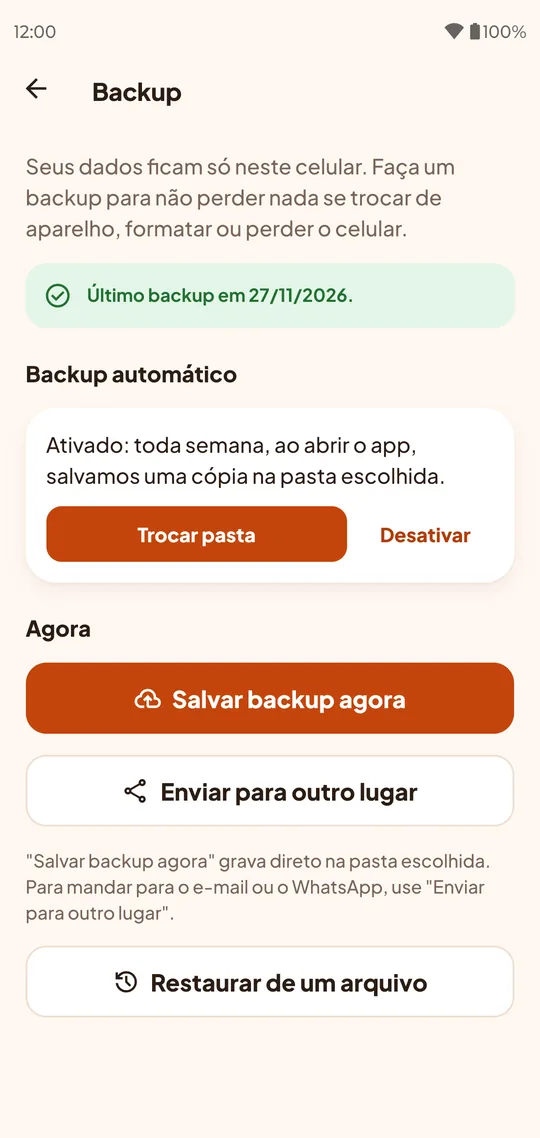 12:00
100%
Backup
Seus dados ficam só neste celular. Faça um
backup para não perder nada se trocar de
aparelho, formatar ou perder o celular.
Último backup em 27/11/2026.
Backup automático
Ativado: toda semana, ao abrir o app,
salvamos uma cópia na pasta escolhida.
Trocar pasta
Desativar
Agora
Salvar backup agora
Enviar para outro lugar
"Salvar backup agora" grava direto na pasta escolhida.
Para mandar para o e-mail ou o WhatsApp, use "Enviar
para outro lugar".
Restaurar de um arquivo